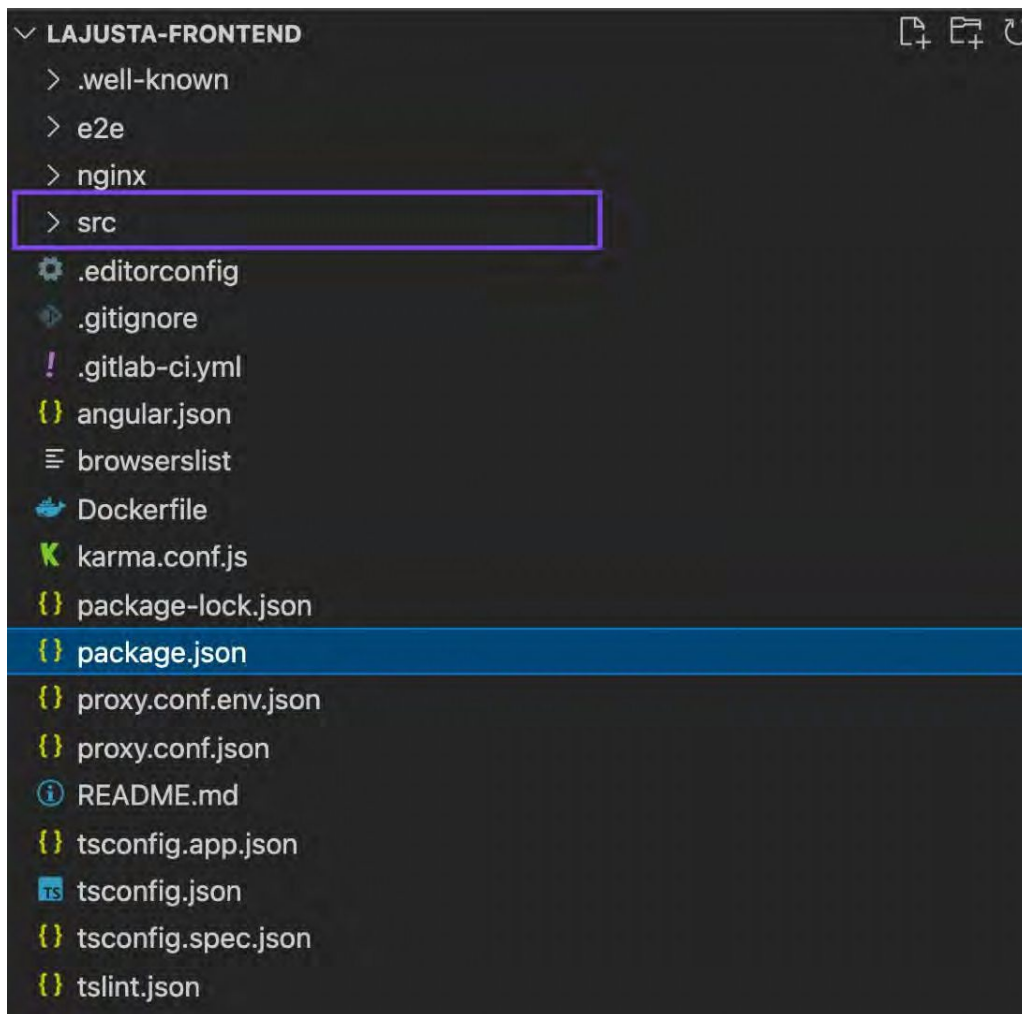 LAJUSTA-FRONTEND
.well-known
e2e
nginx
src
.editorconfig
.gitignore
.gitlab-ci.yml
angular.json
browserslist
Dockerfile
karma.conf.js
package-lock.json
package.json
proxy.conf.env.json
proxy.conf.json
README.md
tsconfig.app.json
tsconfig.json
tsconfig.spec.json
tslint.json